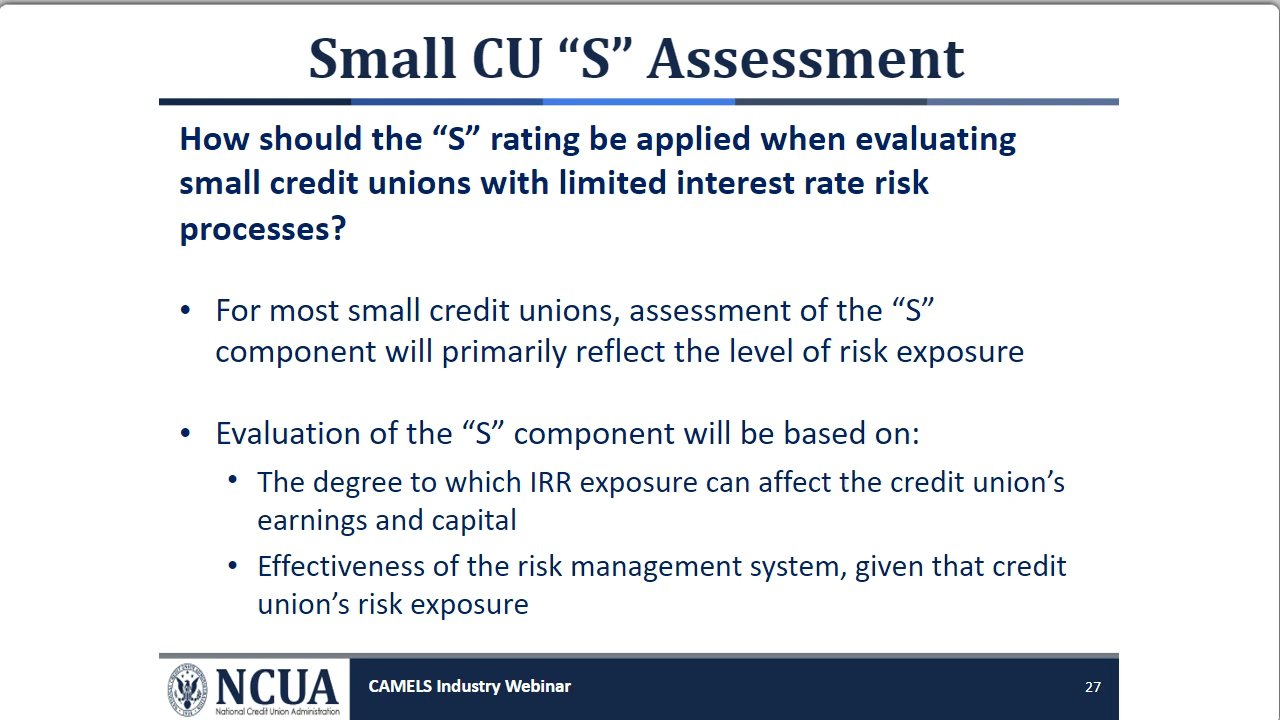 Small CU “S” Assessment
How should the “S” rating be applied when evaluating
small credit unions with limited interest rate risk
processes?
• For most small credit unions, assessment of the “S”
component will primarily reflect the level of risk exposure
• Evaluation of the “S” component will be based on:
• The degree to which IRR exposure can affect the credit union’s
earnings and capital
• Effectiveness of the risk management system, given that credit
union’s risk exposure
NCUA
National Credit Union Administration
CAMELS Industry Webinar
27